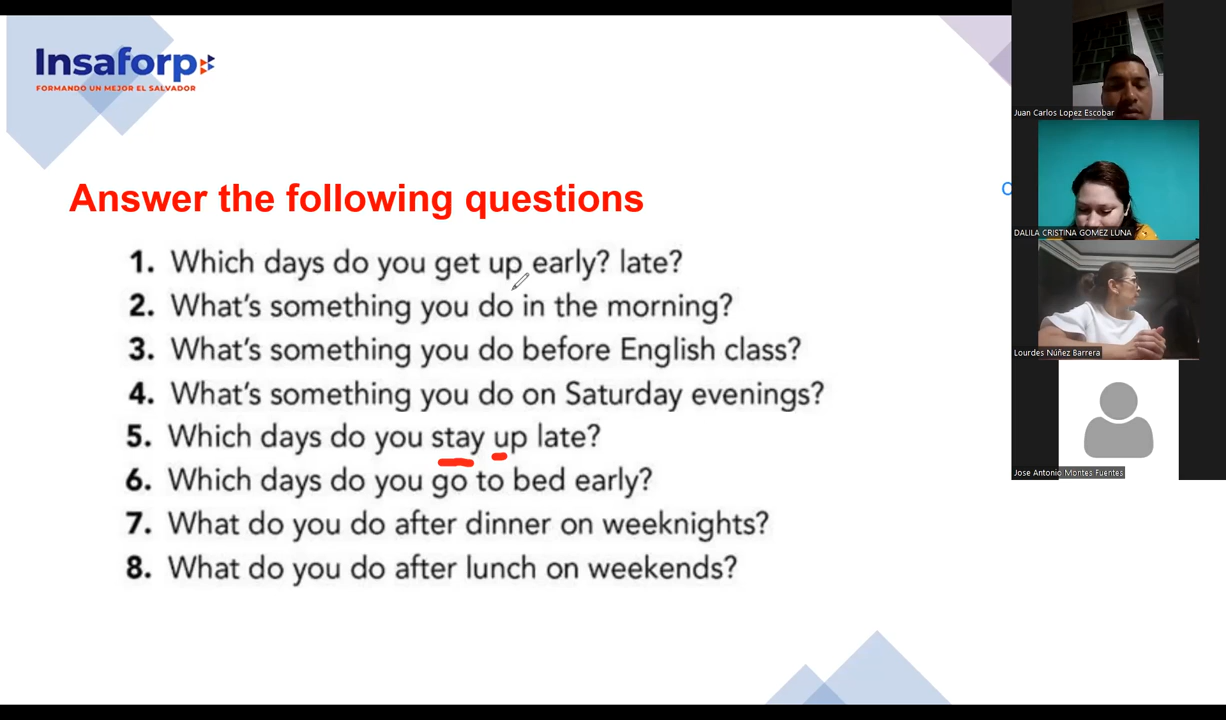 Insaforp
FORMANDO UN MEJOR EL SALVADOR
Answer the following questions
1. Which days do you get up early? late?
2. What's something you do in the morning?
3. What's something you do before English class?
4. What's something you do on Saturday evenings?
5. Which days do you stay up late?
6. Which days do you go to bed early?
7. What do you do after dinner on weeknights?
8. What do you do after lunch on weekends?
Juan Carlos Lopez Escobar
DALILA CRISTINA GOMEZ LUNA
Lourdes Núñez Barrera
Jose Antonio Montes Fuentes